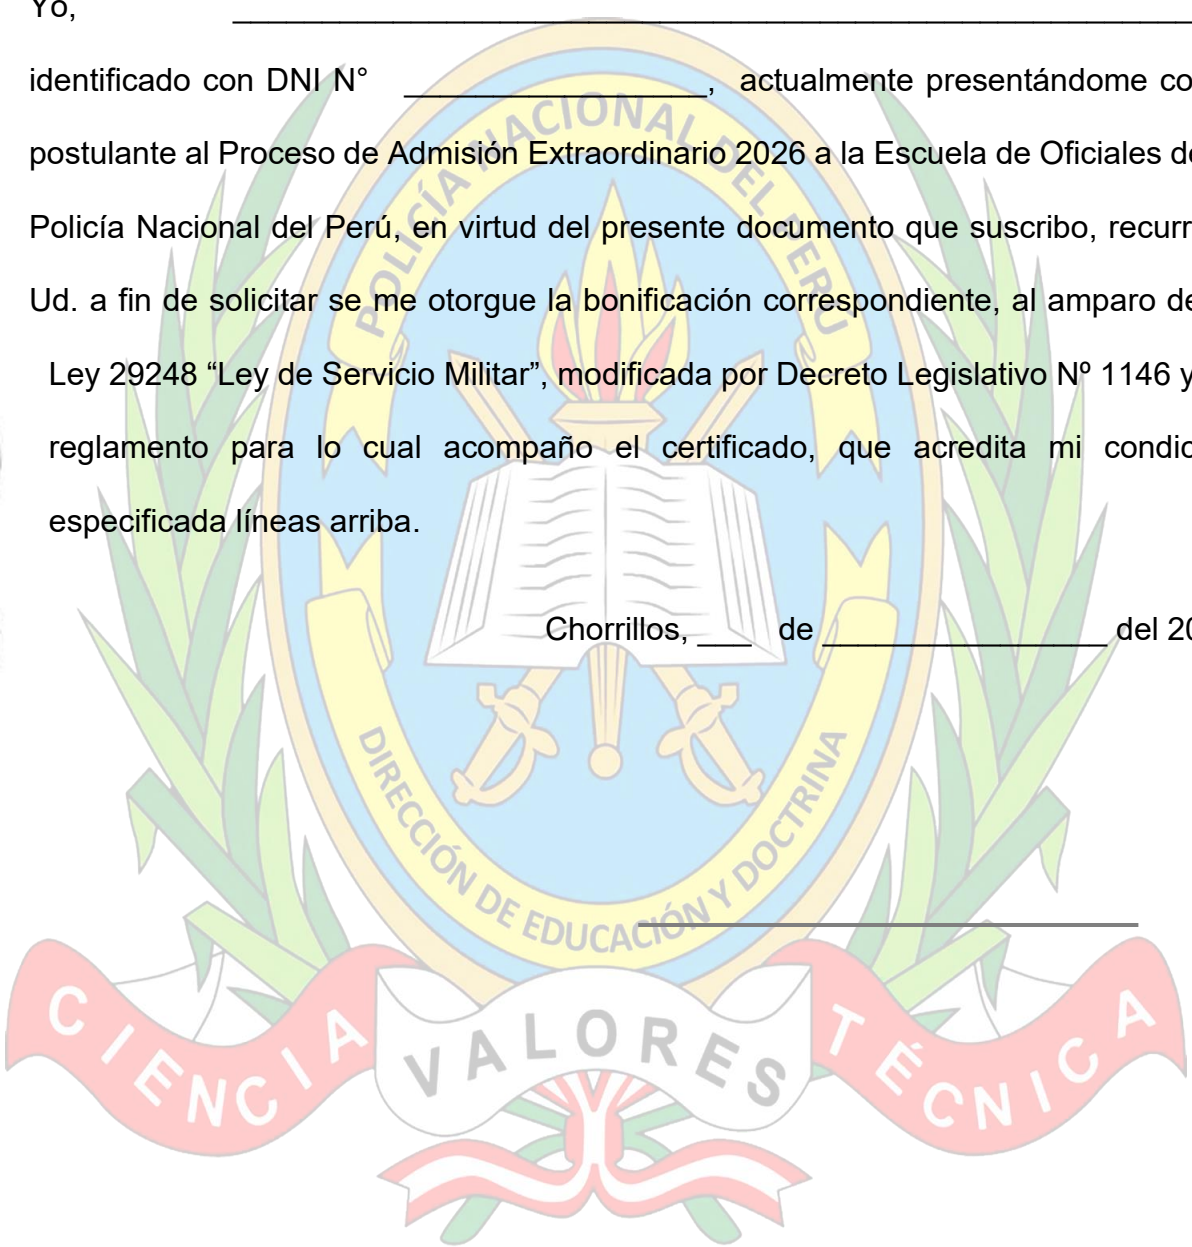 Yo, ______________________________________________
identificado con DNI N° _________________, actualmente presentándome co
postulante al Proceso de Admisión Extraordinario 2026 a la Escuela de Oficiales de
Policía Nacional del Perú, en virtud del presente documento que suscribo, recurr
Ud. a fin de solicitar se me otorgue la bonificación correspondiente, al amparo de
Ley 29248 “Ley de Servicio Militar”, modificada por Decreto Legislativo Nº 1146 y
reglamento para lo cual acompaño el certificado, que acredita mi condic
especificada líneas arriba.
Chorrillos, ___ de ________________ del 20
POLICÍA NACIONAL DEL PERÚ
DIRECCIÓN DE EDUCACIÓN Y DOCTRINA
CIENCIA VALORES TÉCNICA